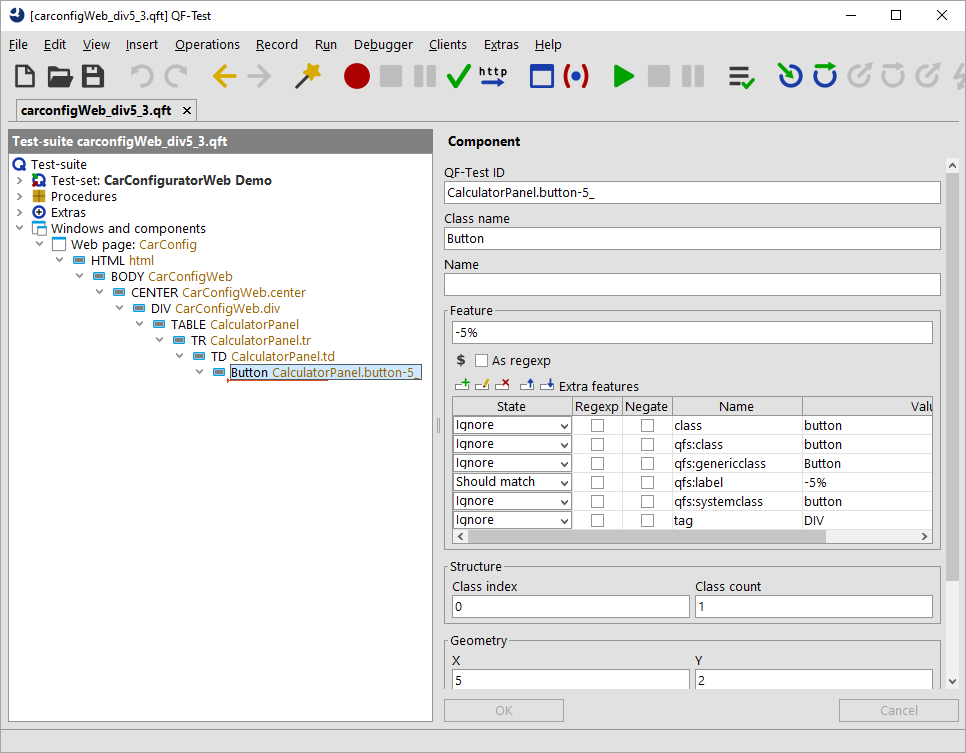 [carconfigWeb_div5_3.qft] QF-Test
File Edit View Insert Operations Record Run Debugger Clients Extras Help
http
carconfigWeb_div5_3.qft
Test-suite carconfigWeb_div5_3.qft
Test-suite
Test-set: CarConfiguratorWeb Demo
Procedures
Extras
Windows and components
Web page: CarConfig
HTML html
BODY CarConfigWeb
CENTER CarConfigWeb.center
DIV CarConfigWeb.div
TABLE CalculatorPanel
TR CalculatorPanel.tr
TD CalculatorPanel.td
Button CalculatorPanel.button-5_
Component
QF-Test ID
CalculatorPanel.button-5_
Class name
Button
Name
Feature
-5%
$ As regexp
Extra features
State Regexp Negate Name Valu
Ignore class button
Ignore qfs:class button
Ignore qfs:genericclass Button
Should match qfs:label -5%
Ignore qfs:systemclass button
Ignore tag DIV
Structure
Class index Class count
0 1
Geometry
X Y
5 2
OK Cancel